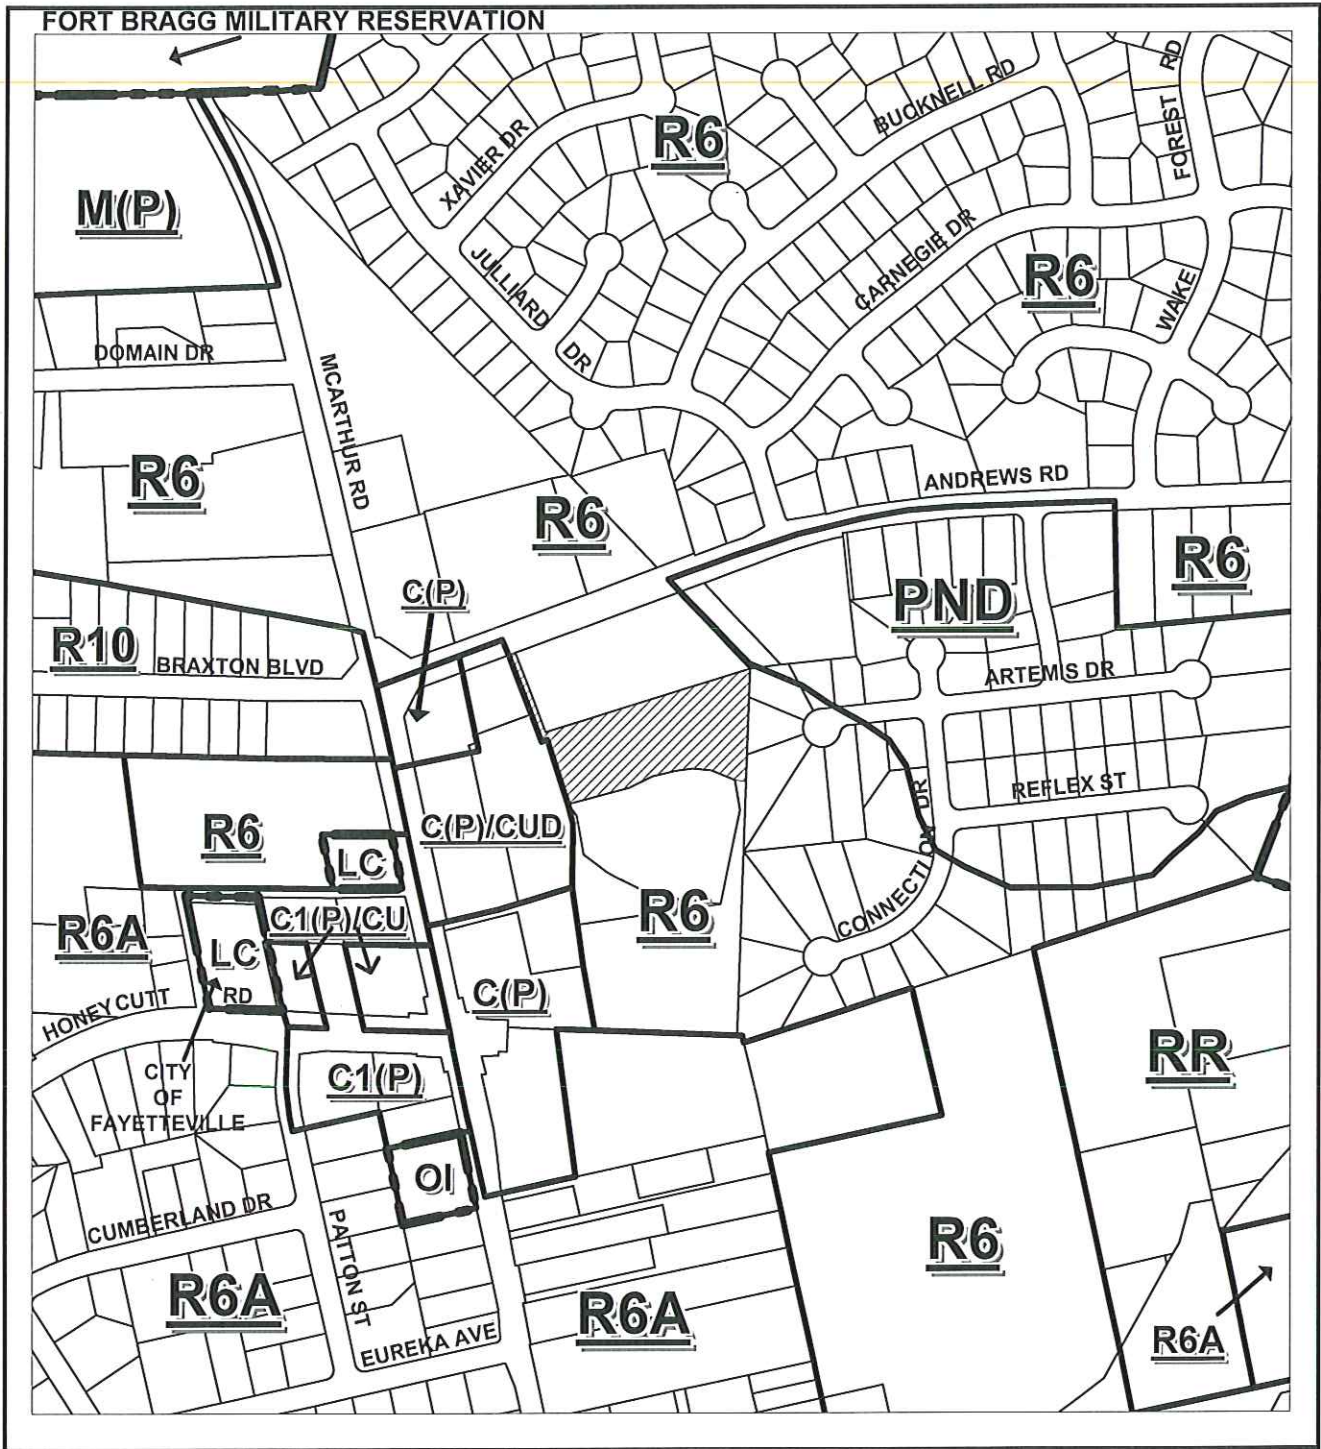 FORT BRAGG MILITARY RESERVATION
XAVIER DR
R6
BUCKNELL RD
FOREST RD
M(P)
JULLIARD DR
CARNEGIE DR
R6
WAKE
DOMAIN DR
MCARTHUR RD
R6
R6
ANDREWS RD
C(P)
PND
R6
R10
BRAXTON BLVD
ARTEMIS DR
REFLEX ST
R6
LC
C(P)/CUD
CONNECTION DR
R6A
LC
C1(P)/CU
R6
RD
C(P)
HONEYCUTT
RR
CITY
OF
FAYETTEVILLE
C1(P)
OI
CUMBERLAND DR
PATTON ST
R6
R6A
R6A
EUREKA AVE
R6A